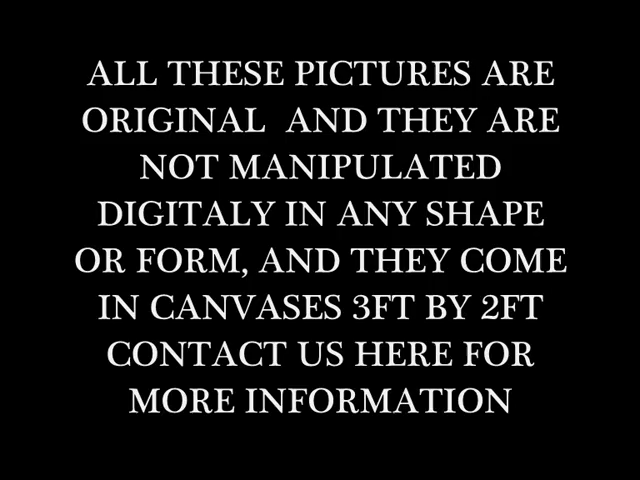 ALL THESE PICTURES ARE
ORIGINAL  AND THEY ARE
NOT MANIPULATED
DIGITALY IN ANY SHAPE
OR FORM, AND THEY COME
IN CANVASES 3FT BY 2FT
CONTACT US HERE FOR
MORE INFORMATION